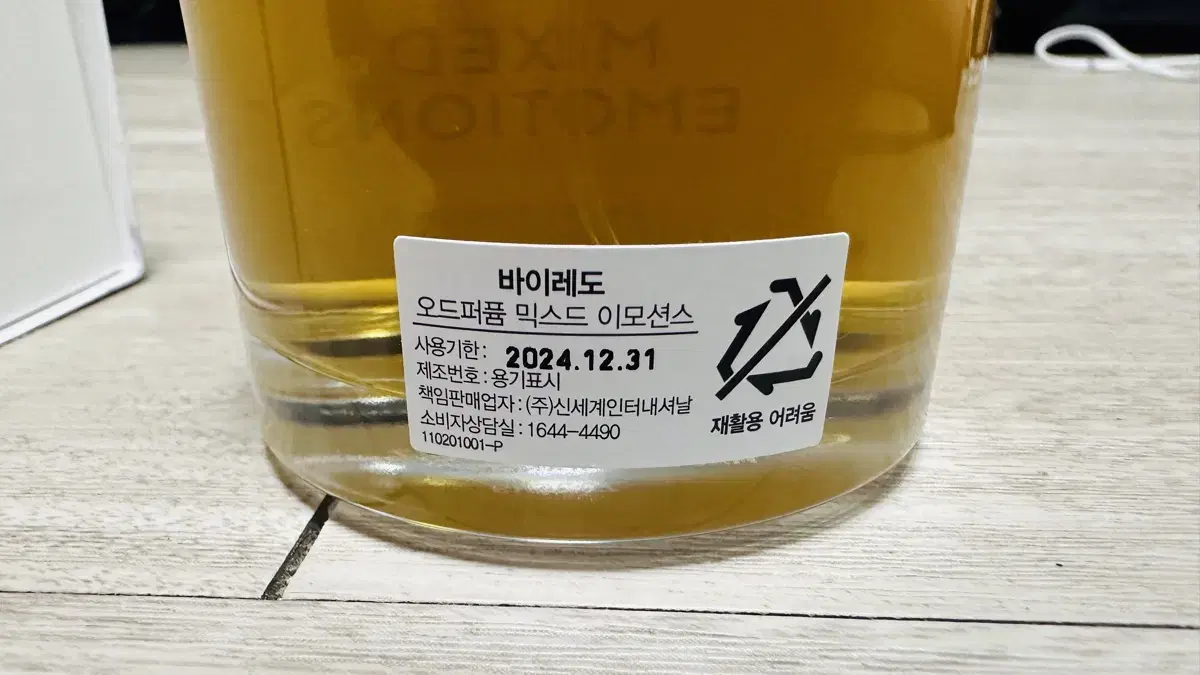 MIXED
EMOTIONS
바이레도
오드퍼퓸 믹스드 이모션스
사용기한 : 2024.12.31
제조번호 : 용기표시
책임판매업자 : (주)신세계인터내셔날
소비자상담실 : 1644-4490
110201001-P
재활용 어려움